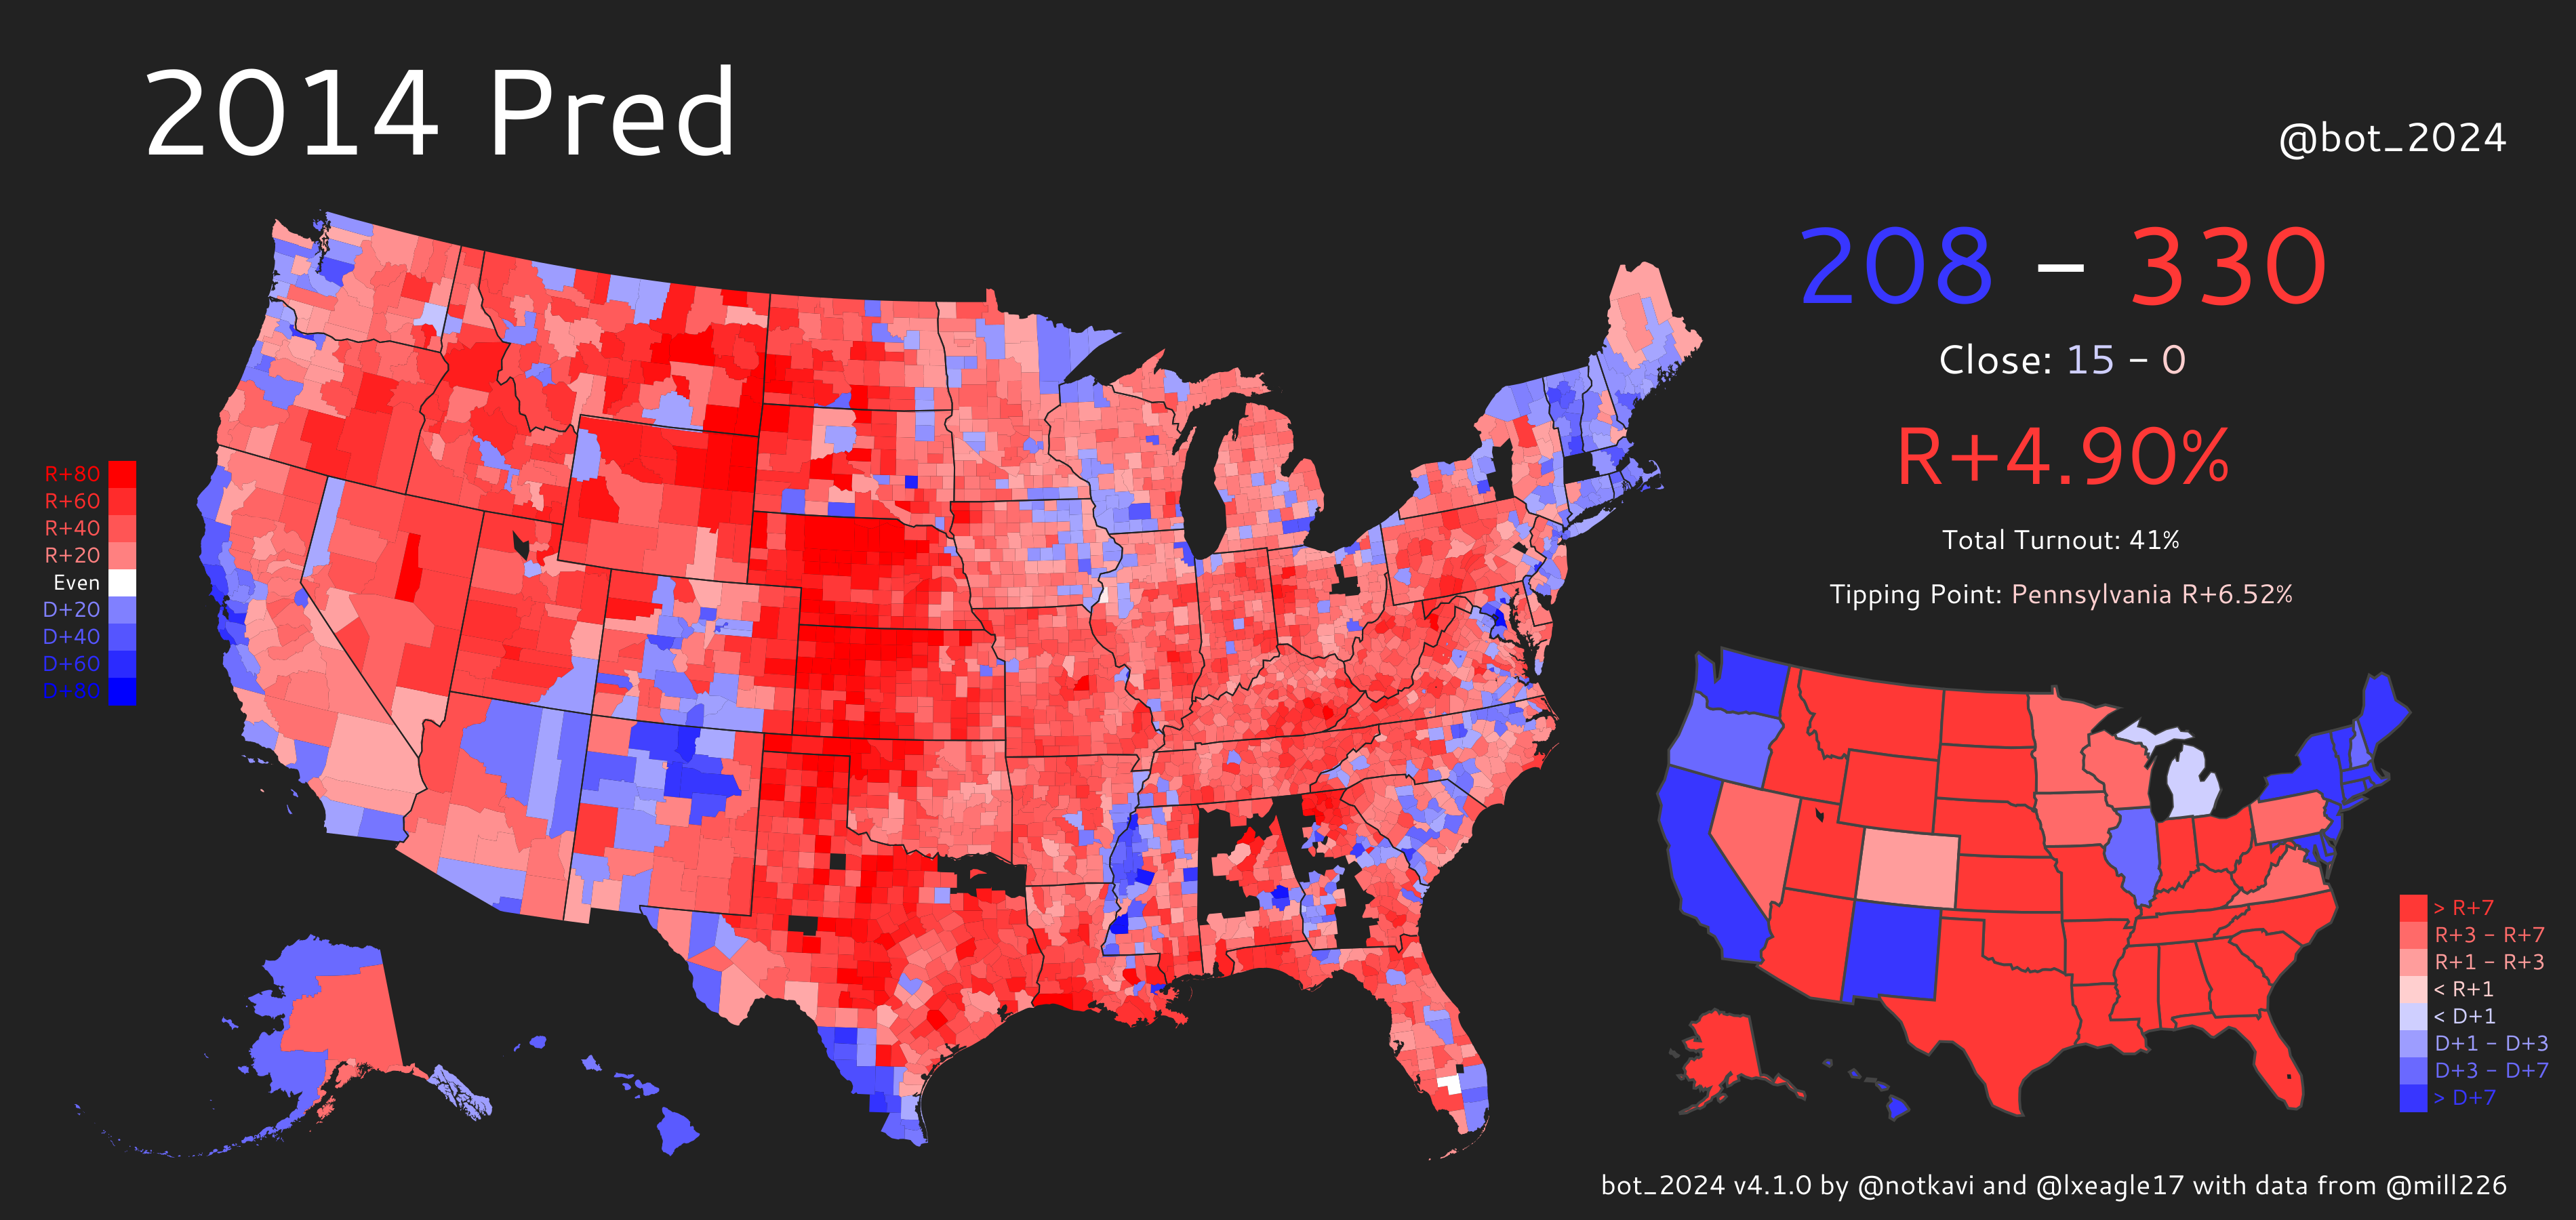 2014 Pred
@bot_2024
208 – 330
Close: 15 - 0
R+4.90%
Total Turnout: 41%
Tipping Point: Pennsylvania R+6.52%
R+80
R+60
R+40
R+20
Even
D+20
D+40
D+60
D+80
> R+7
R+3 - R+7
R+1 - R+3
< R+1
< D+1
D+1 - D+3
D+3 - D+7
> D+7
bot_2024 v4.1.0 by @notkavi and @lxeagle17 with data from @mill226